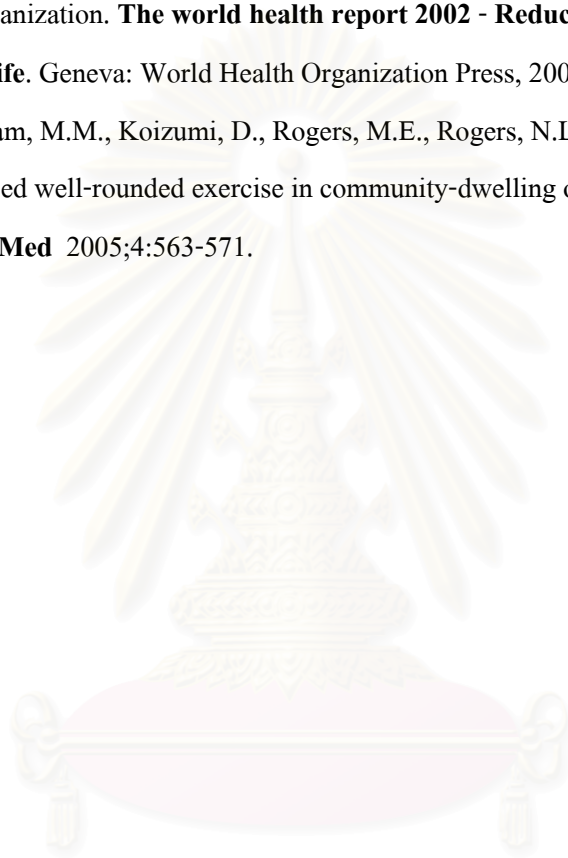 anization. The world health report 2002 - Reduc
ife. Geneva: World Health Organization Press, 200
am, M.M., Koizumi, D., Rogers, M.E., Rogers, N.L
ed well-rounded exercise in community-dwelling o
Med 2005;4:563-571.